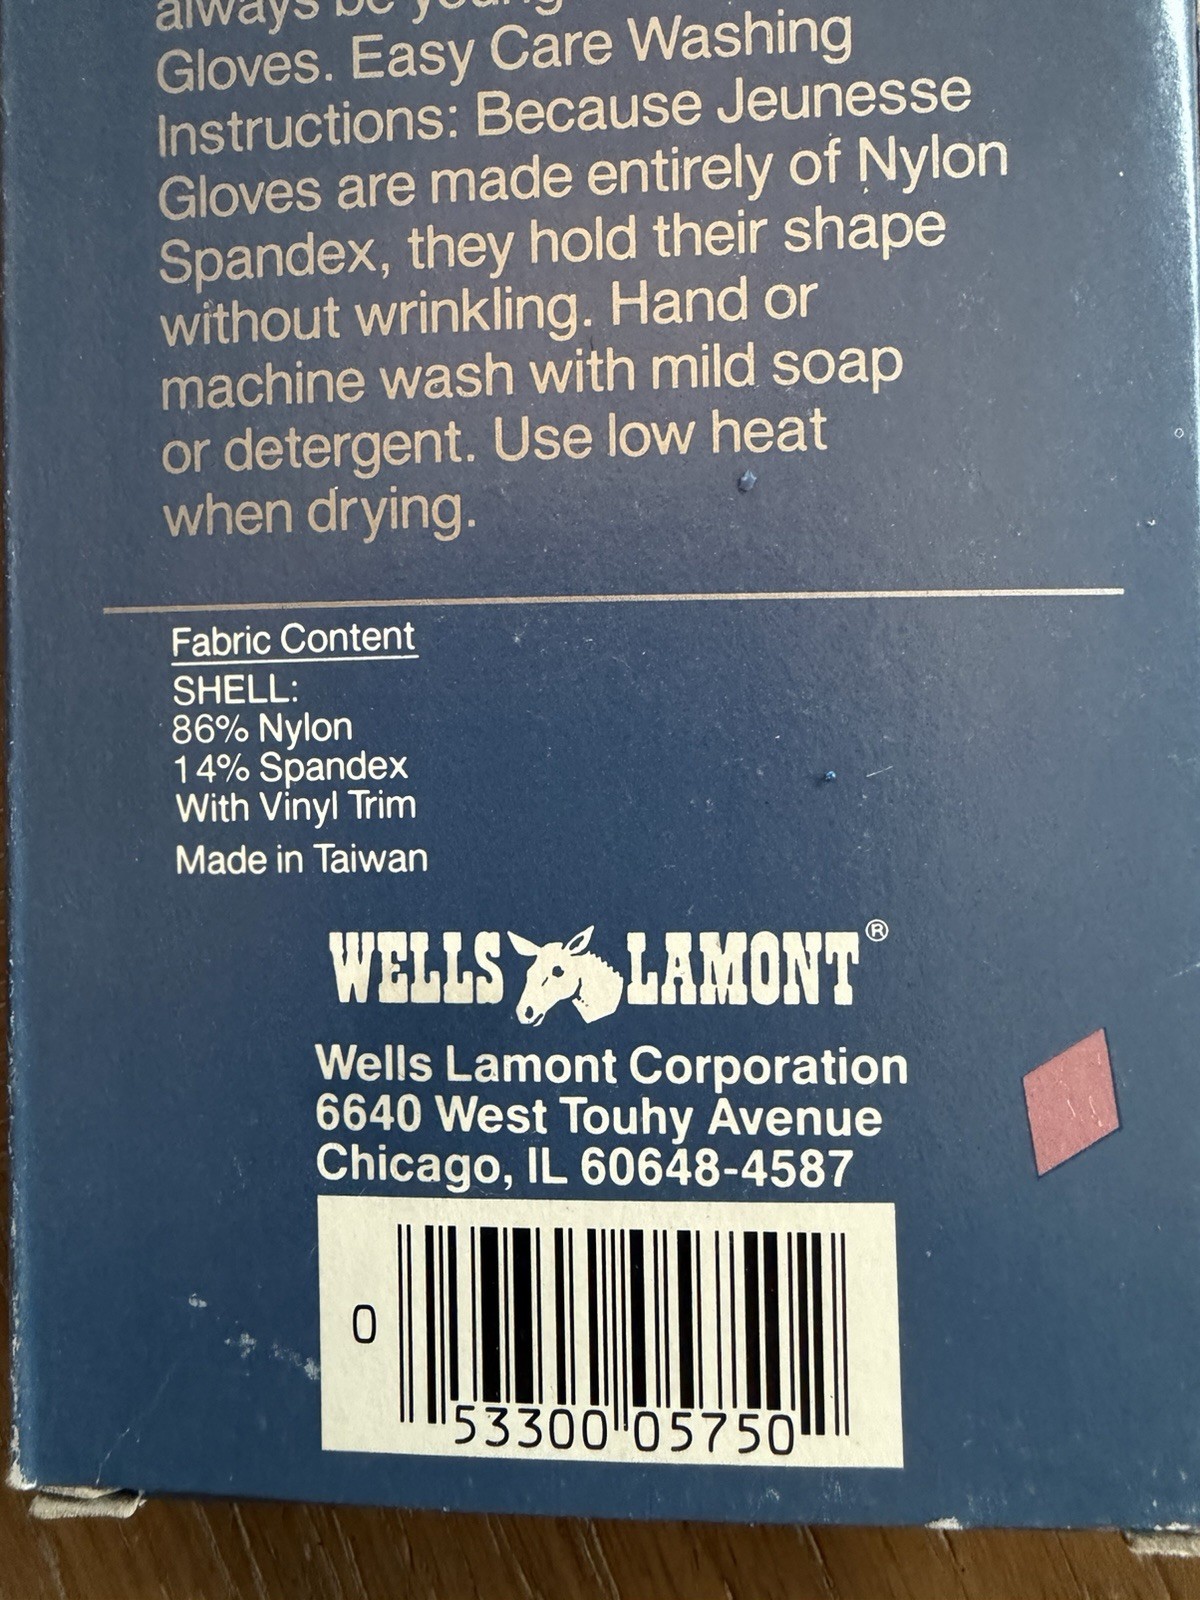 always be young
Gloves. Easy Care Washing
Instructions: Because Jeunesse
Gloves are made entirely of Nylon
Spandex, they hold their shape
without wrinkling. Hand or
machine wash with mild soap
or detergent. Use low heat
when drying.
Fabric Content
SHELL:
86% Nylon
14% Spandex
With Vinyl Trim
Made in Taiwan
WELLS LAMONT®
Wells Lamont Corporation
6640 West Touhy Avenue
Chicago, IL 60648-4587
0 53300 05750